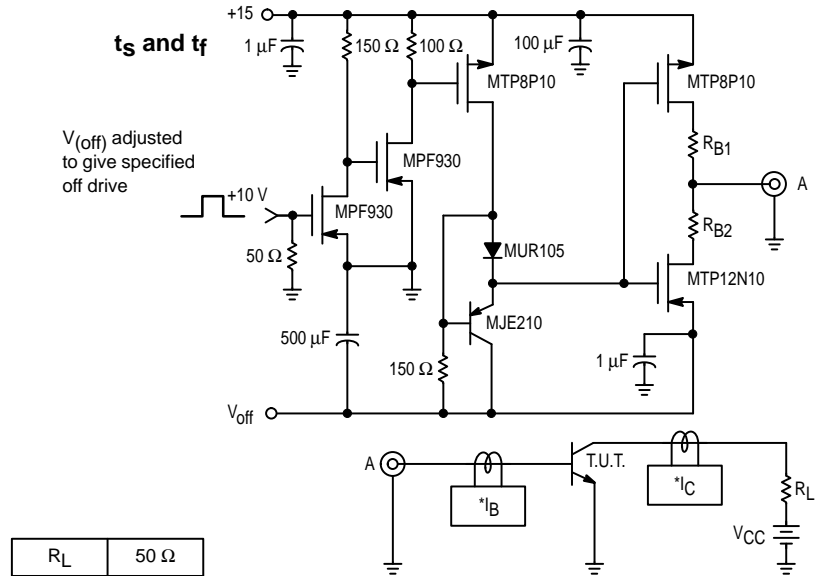 +15
t_s and t_f
1 μF
150 Ω
100 Ω
100 μF
MTP8P10
MTP8P10
V_(off) adjusted
to give specified
off drive
MPF930
R_B1
+10 V
MPF930
A
R_B2
50 Ω
MUR105
MTP12N10
500 μF
MJE210
150 Ω
1 μF
V_off
A
T.U.T.
*I_B
*I_C
R_L
V_CC
R_L 50 Ω